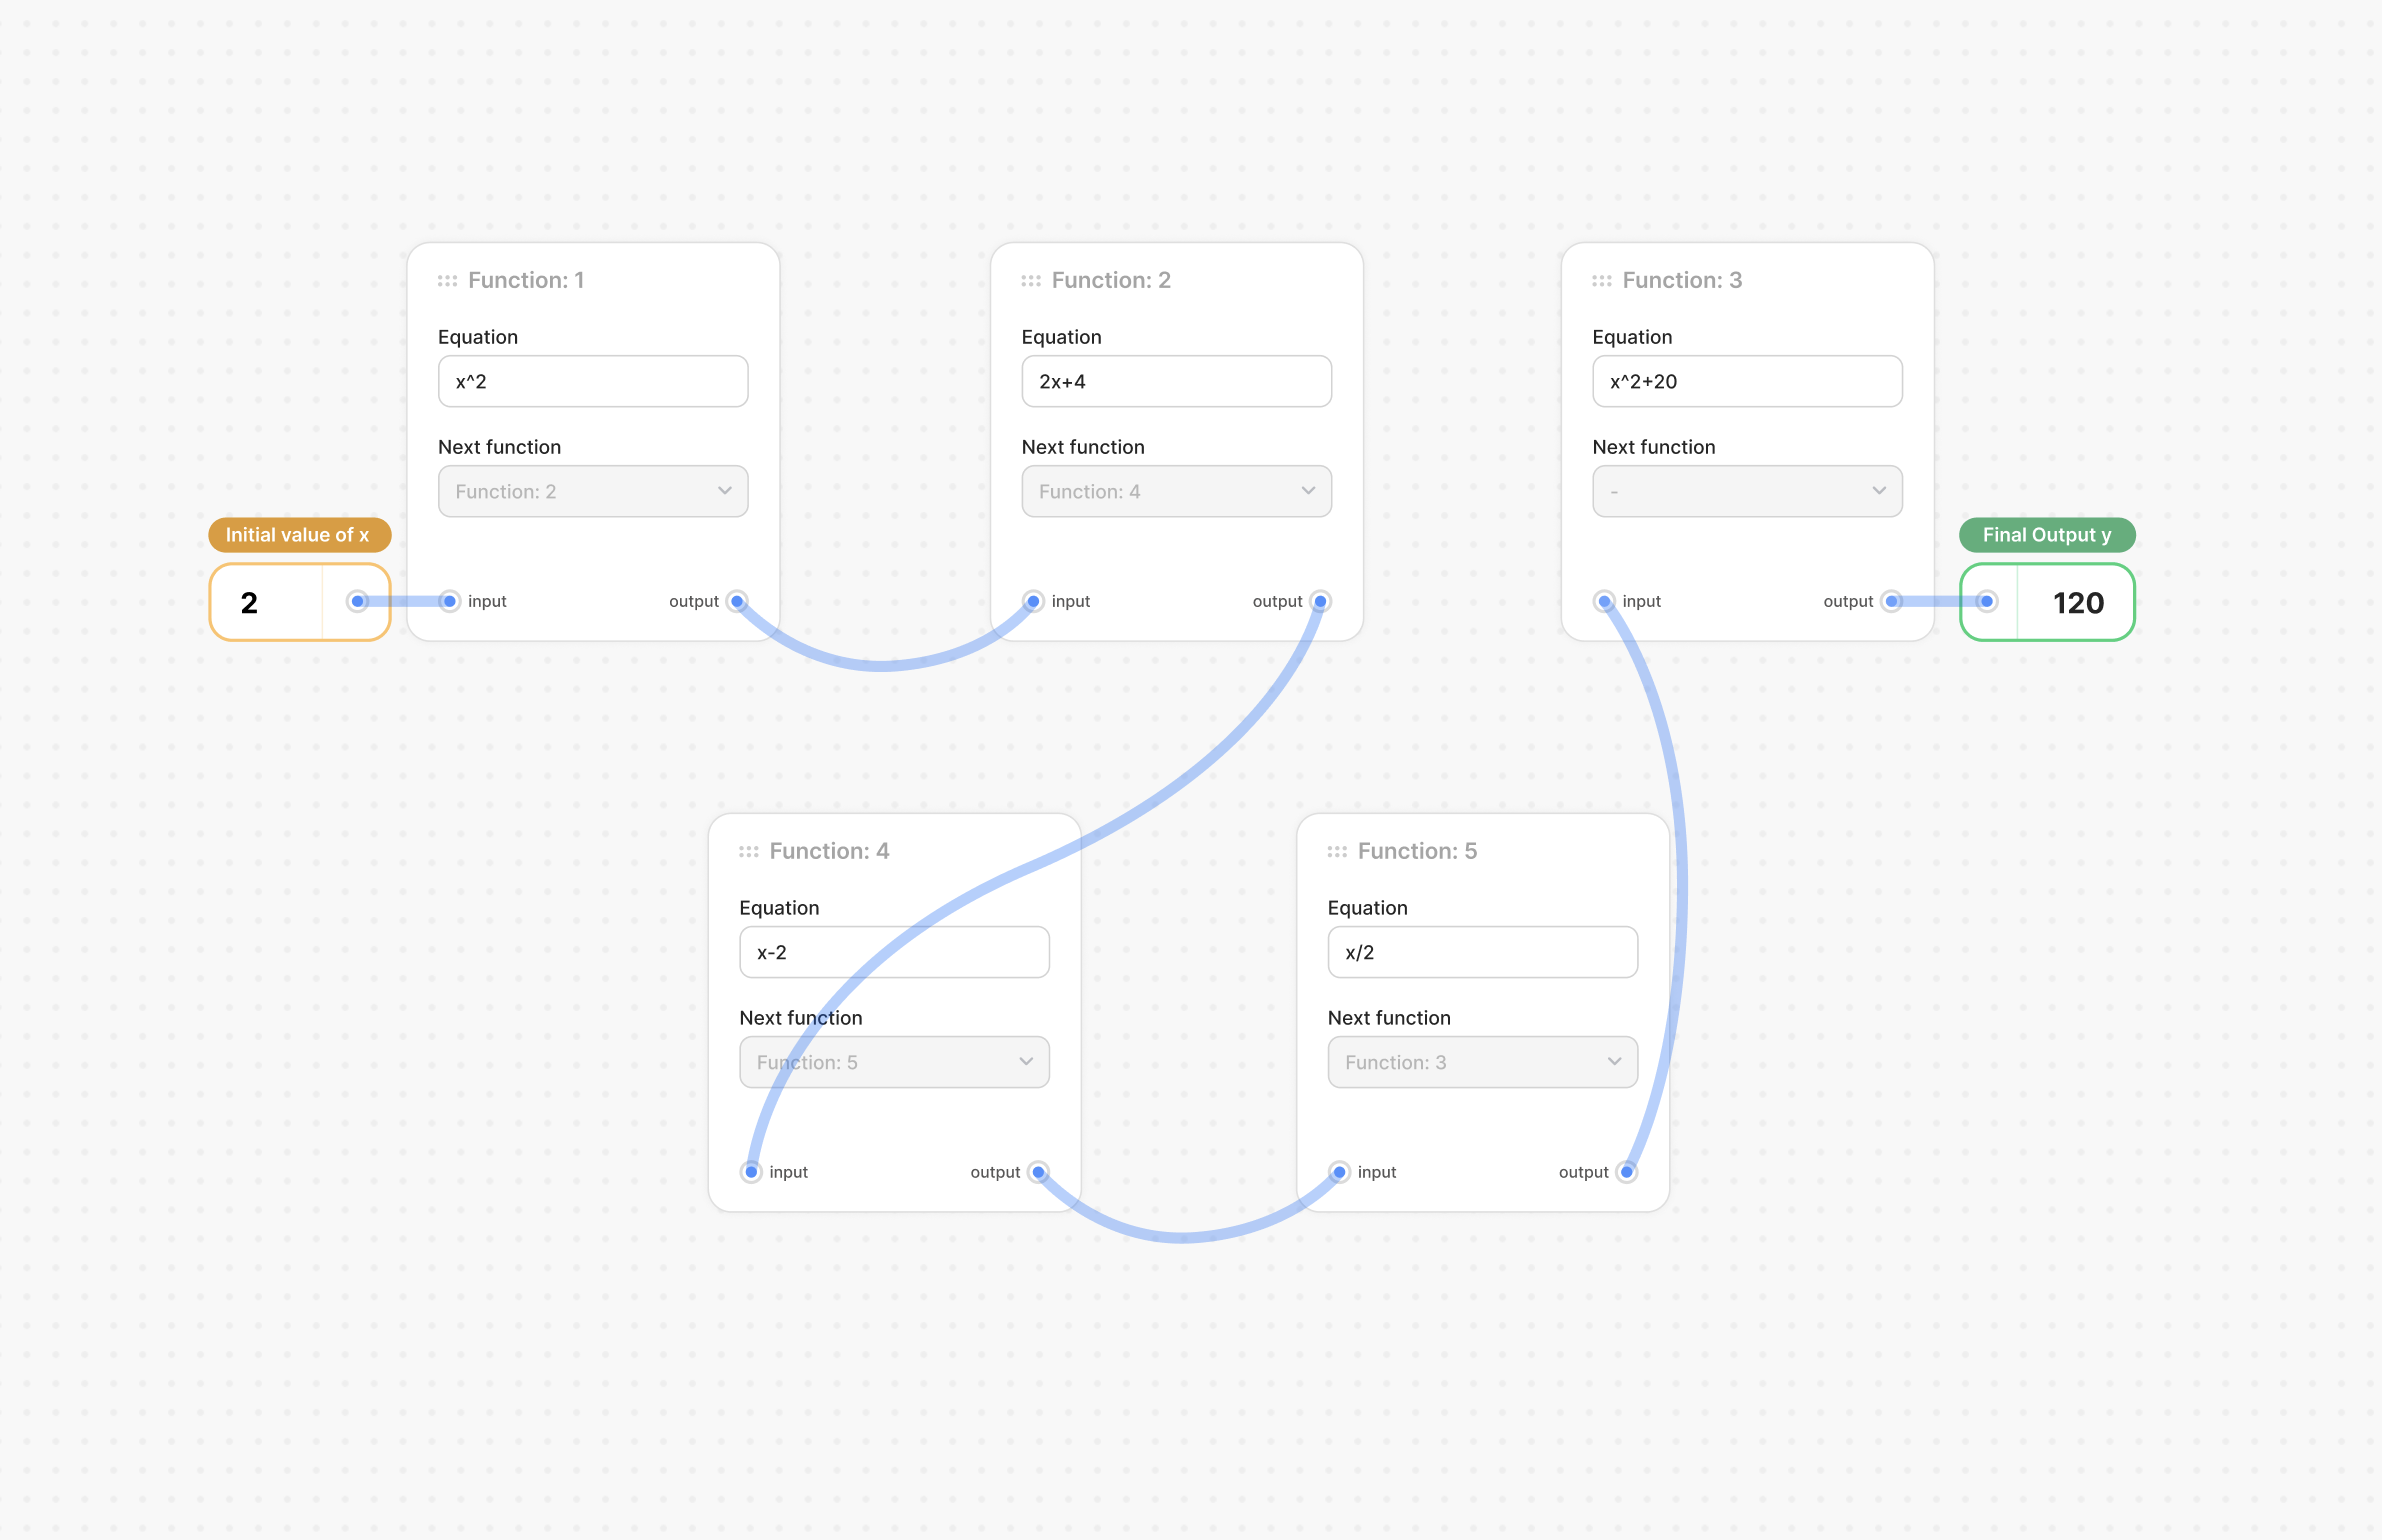 Function: 1
Equation
x^2
Next function
Function: 2
input
output
Function: 2
Equation
2x+4
Next function
Function: 4
input
output
Function: 3
Equation
x^2+20
Next function
-
input
output
Initial value of x
2
Final Output y
120
Function: 4
Equation
x-2
Next function
Function: 5
input
output
Function: 5
Equation
x/2
Next function
Function: 3
input
output